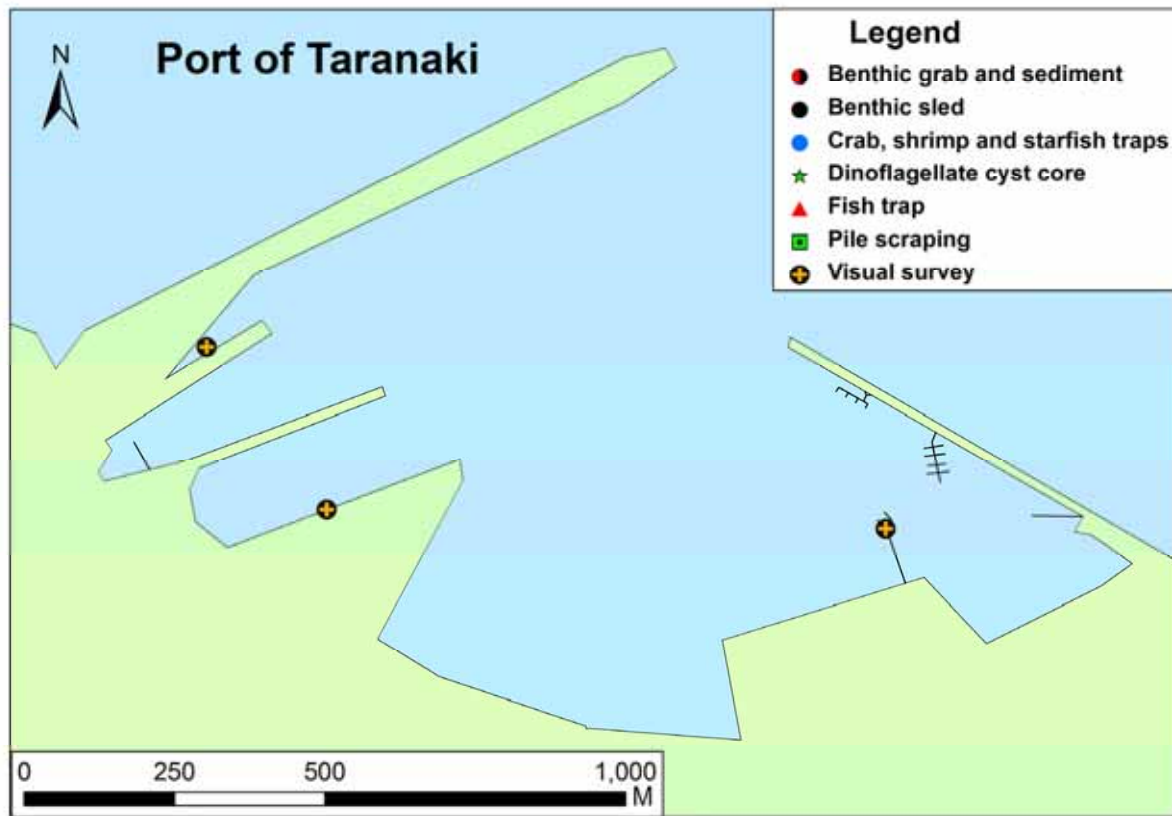 Port of Taranaki
N
Legend
Benthic grab and sediment
Benthic sled
Crab, shrimp and starfish traps
Dinoflagellate cyst core
Fish trap
Pile scraping
Visual survey
0 250 500 1,000
M